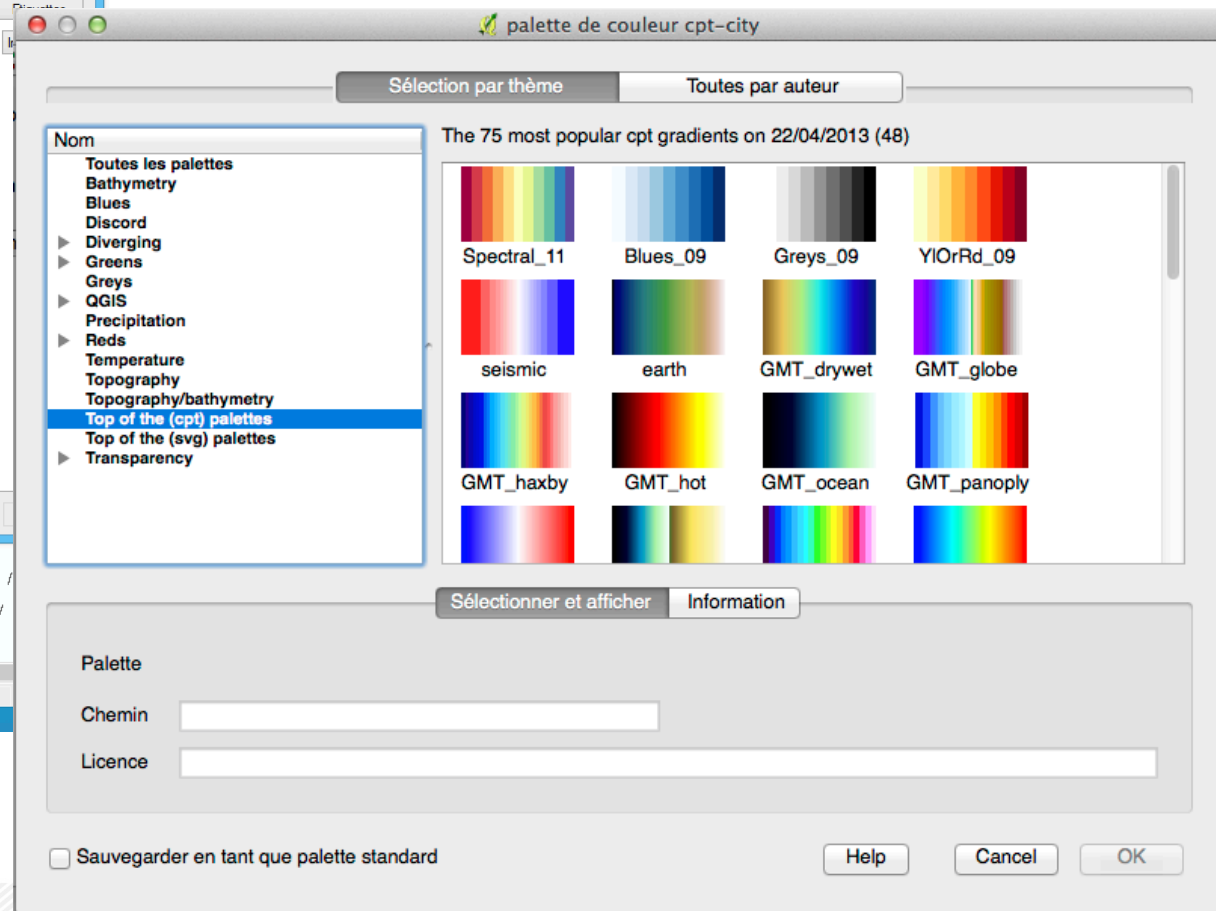 Etiquettes
palette de couleur cpt-city
Sélection par thème
Toutes par auteur
Nom
Toutes les palettes
Bathymetry
Blues
Discord
Diverging
Greens
Greys
QGIS
Precipitation
Reds
Temperature
Topography
Topography/bathymetry
Top of the (cpt) palettes
Top of the (svg) palettes
Transparency
The 75 most popular cpt gradients on 22/04/2013 (48)
Spectral_11
Blues_09
Greys_09
YlOrRd_09
seismic
earth
GMT_drywet
GMT_globe
GMT_haxby
GMT_hot
GMT_ocean
GMT_panoply
Sélectionner et afficher
Information
Palette
Chemin
Licence
Sauvegarder en tant que palette standard
Help
Cancel
OK